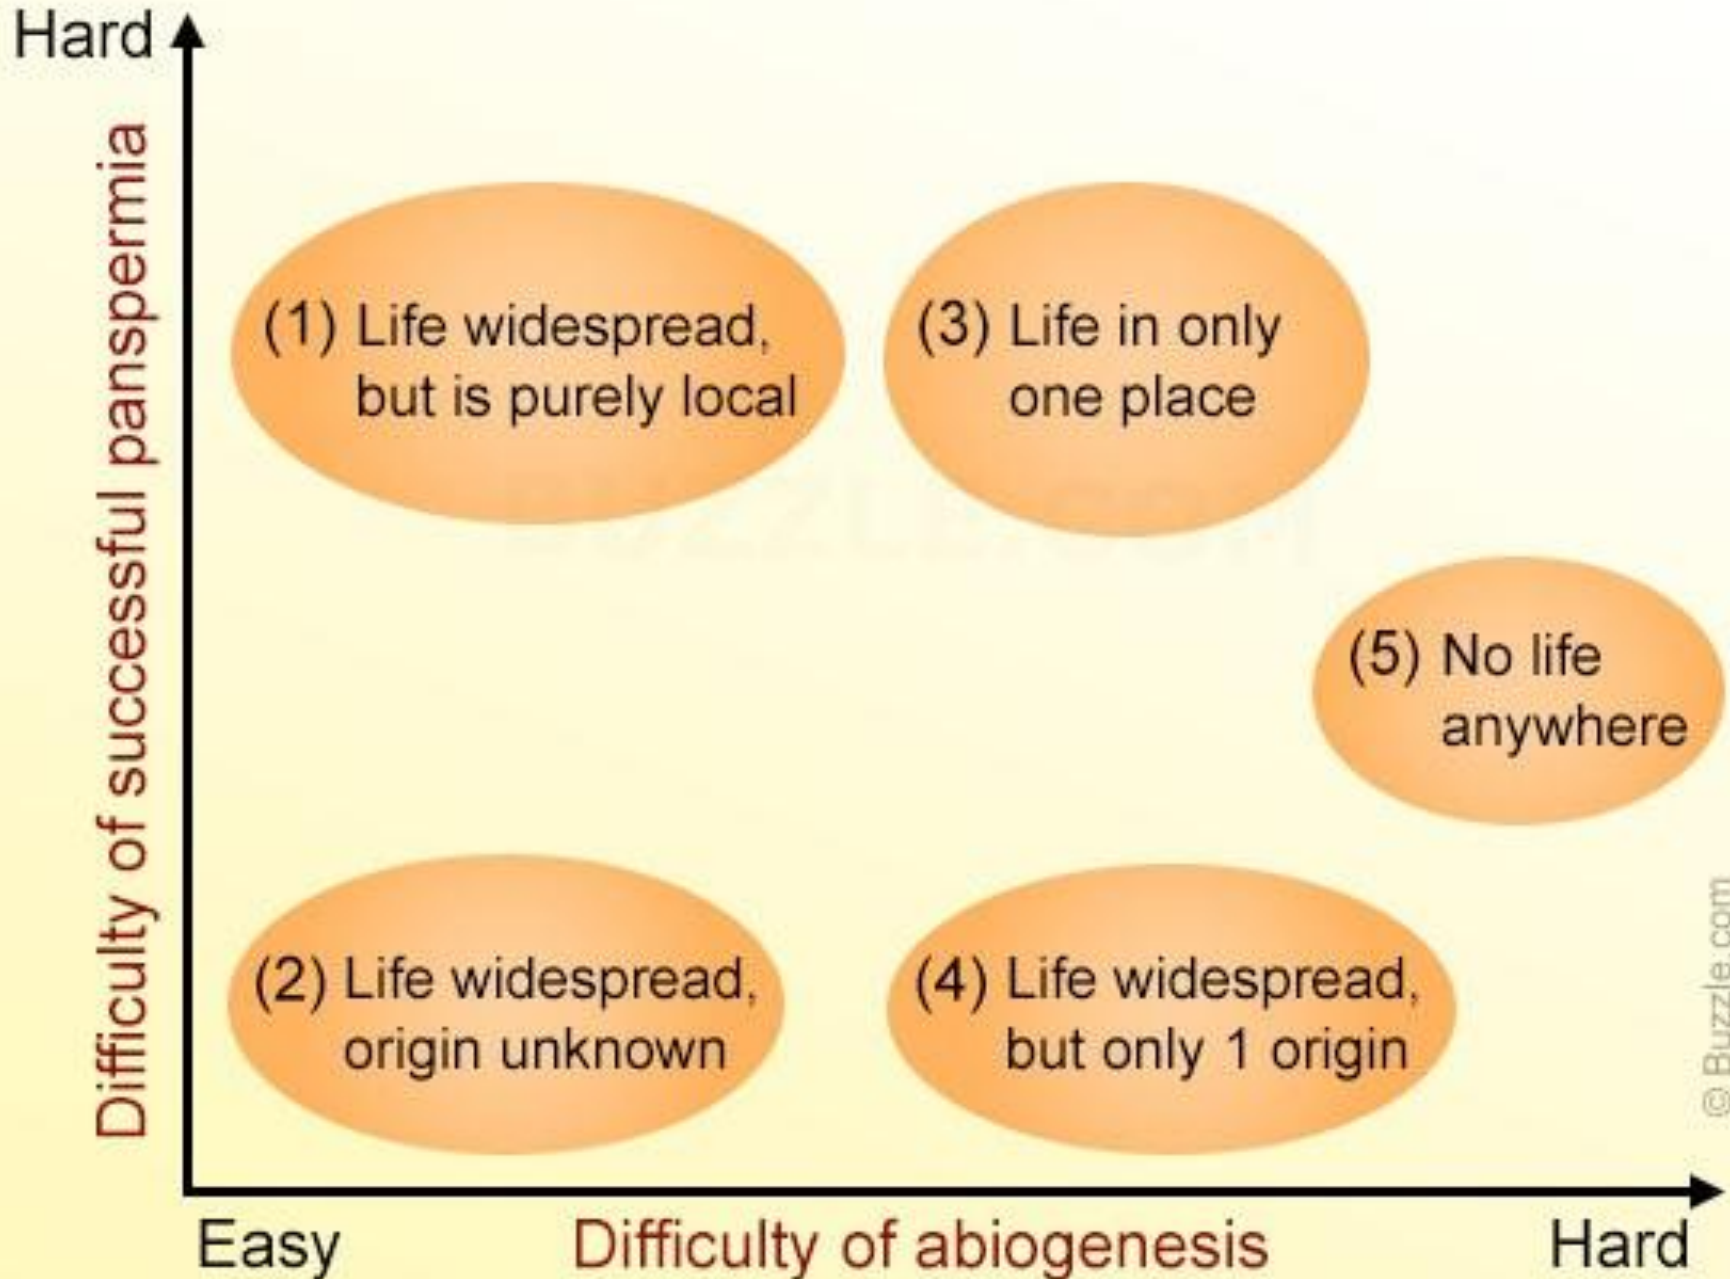 Hard
Difficulty of successful panspermia
(1) Life widespread,
but is purely local
(3) Life in only
one place
(5) No life
anywhere
(2) Life widespread,
origin unknown
(4) Life widespread,
but only 1 origin
© Buzzle.com
Easy
Difficulty of abiogenesis
Hard
BUZZLE.COM